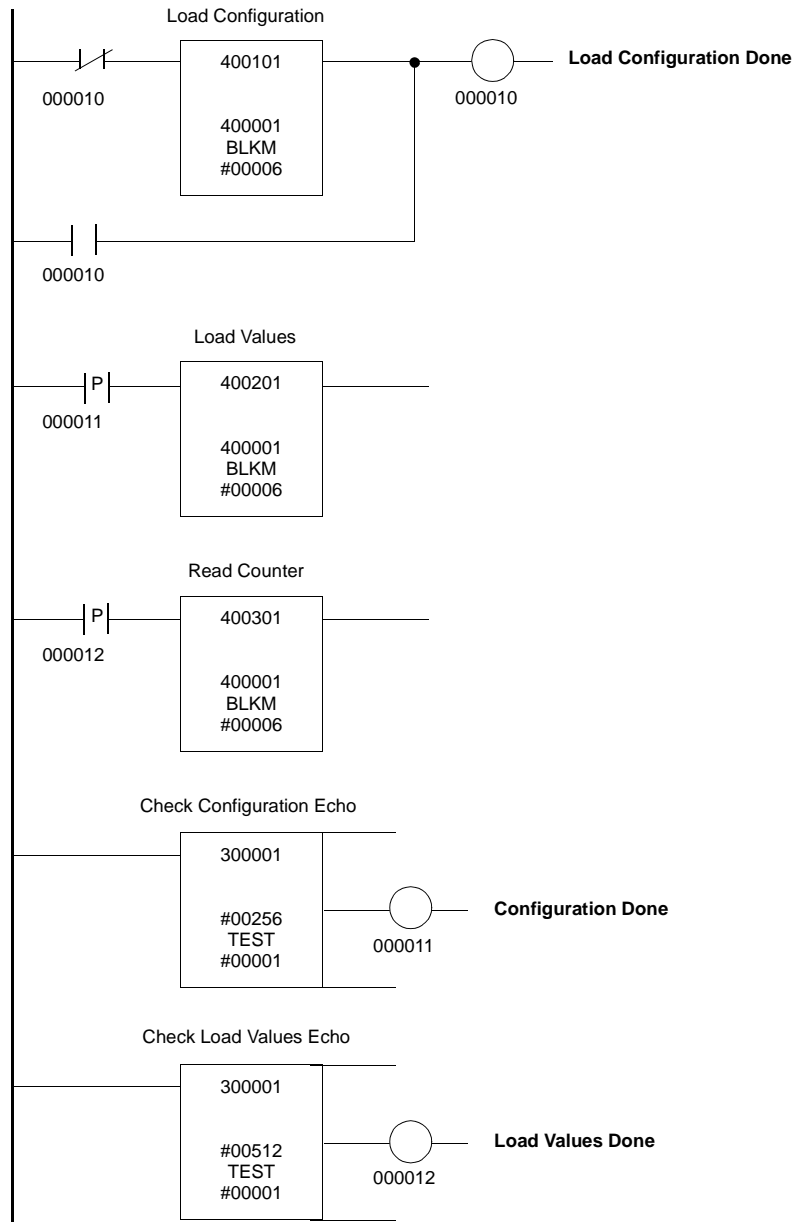 Load Configuration
000010
400101
400001
BLKM
#00006
000010
Load Configuration Done
000010
Load Values
P
000011
400201
400001
BLKM
#00006
Read Counter
P
000012
400301
400001
BLKM
#00006
Check Configuration Echo
300001
#00256
TEST
#00001
000011
Configuration Done
Check Load Values Echo
300001
#00512
TEST
#00001
000012
Load Values Done